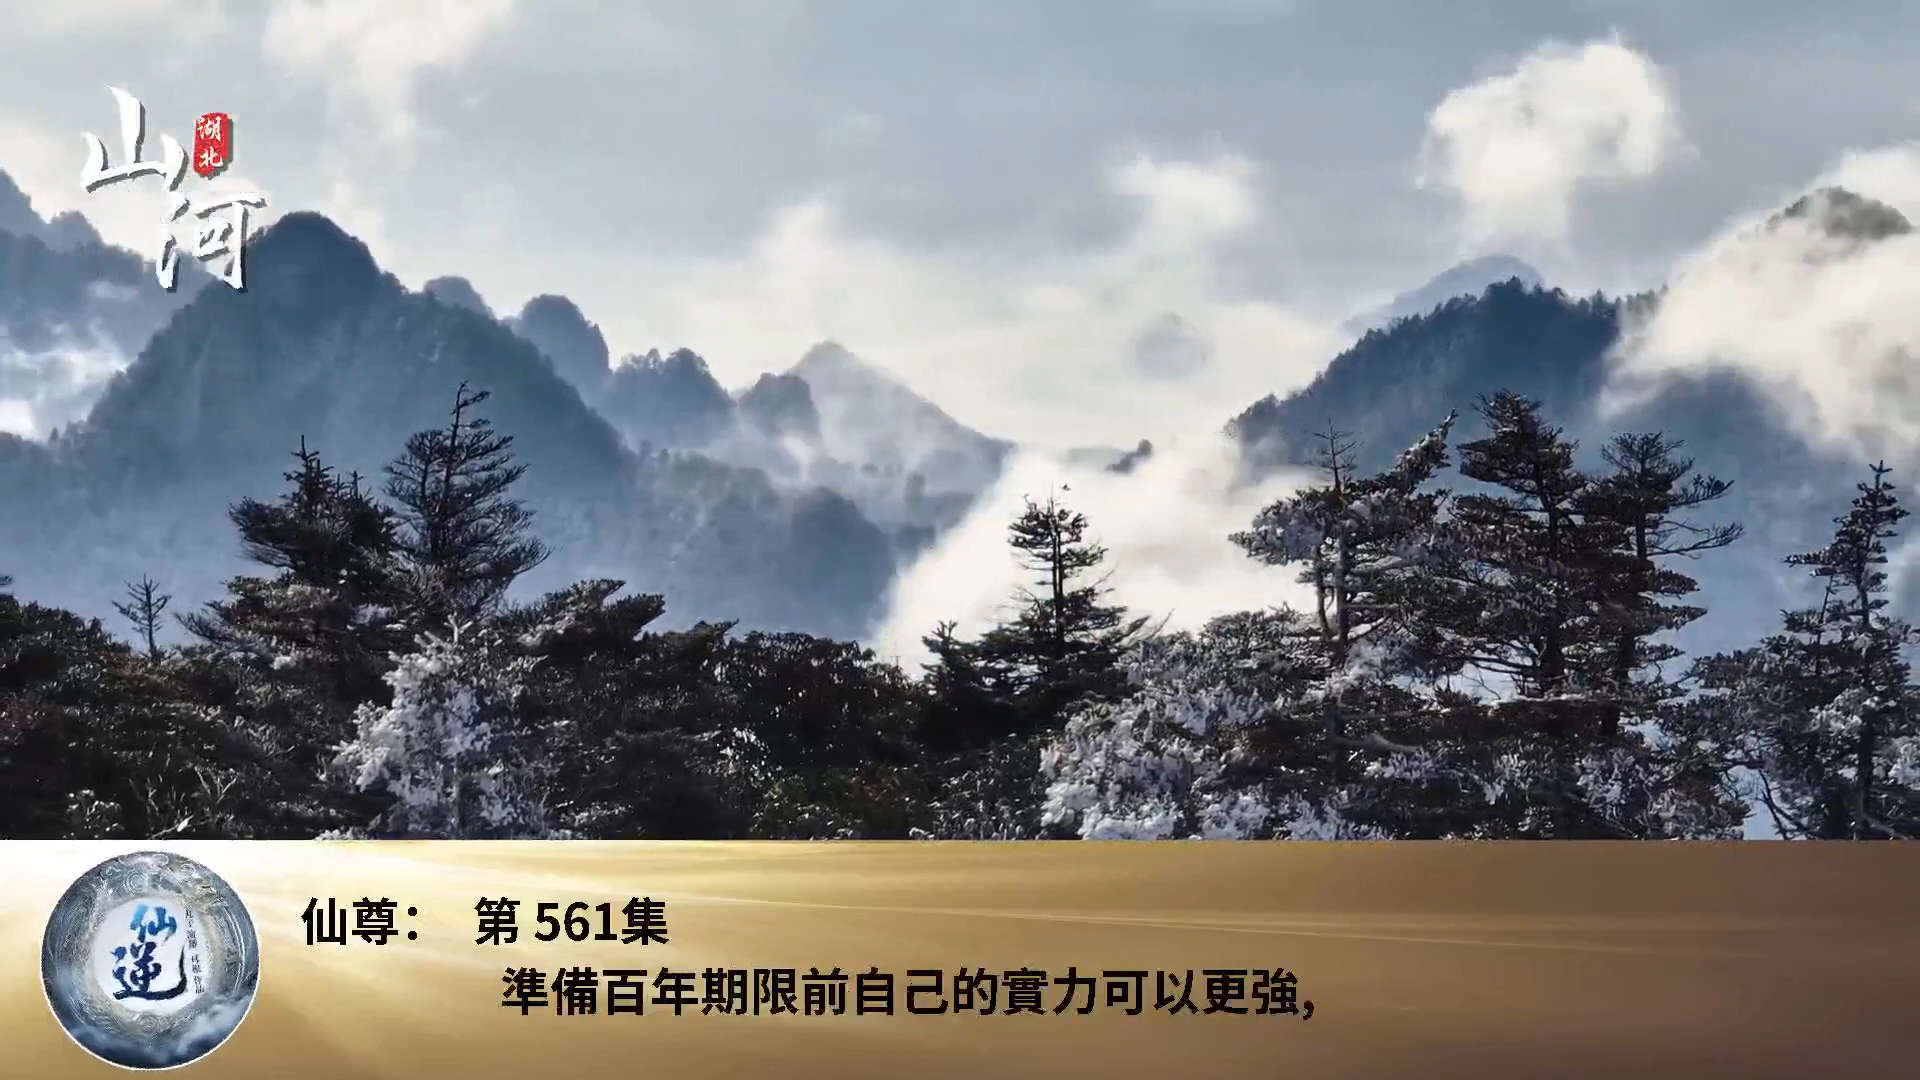 山河
湖北
仙逆
仙尊： 第 561集
準備百年期限前自己的實力可以更強,